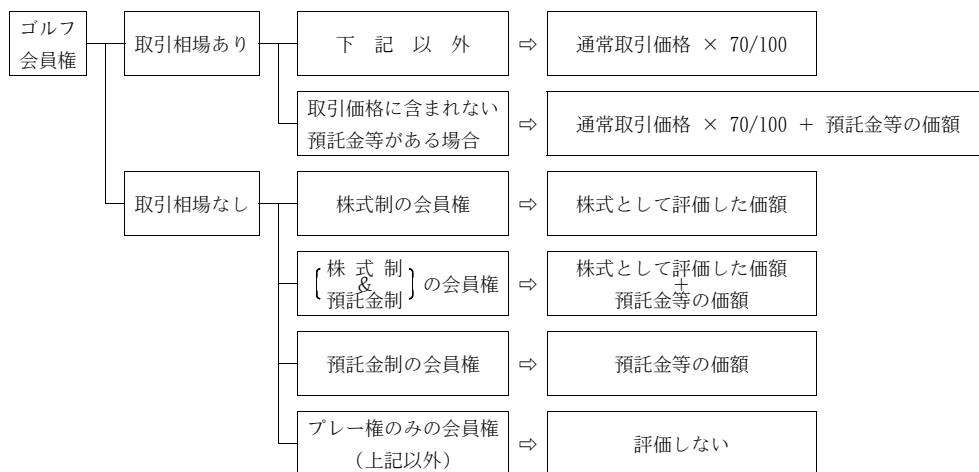 ゴルフ
会員権
取引相場あり
下記以外
⇨
通常取引価格 × 70/100
取引価格に含まれない
預託金等がある場合
⇨
通常取引価格 × 70/100 + 預託金等の価額
取引相場なし
株式制の会員権
⇨
株式として評価した価額
株式制
&
預託金制
の会員権
⇨
株式として評価した価額
+
預託金等の価額
預託金制の会員権
⇨
預託金等の価額
プレー権のみの会員権
(上記以外)
⇨
評価しない